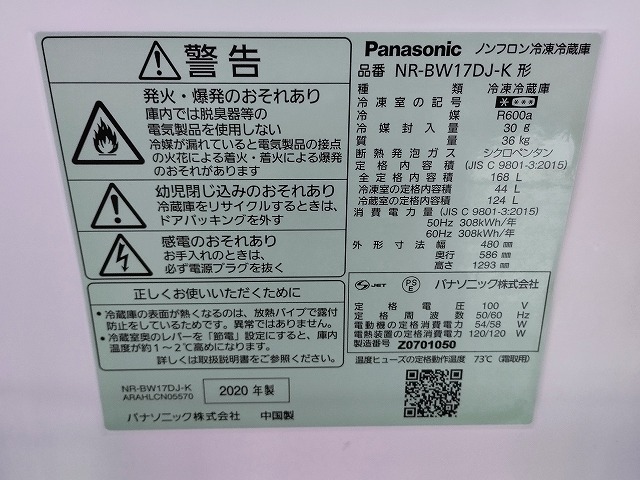 警告
発火・爆発のおそれあり
庫内では脱臭器等の
電気製品を使用しない
冷媒が漏れていると電気製品の接点
の火花による着火・着火による爆発
のおそれあり
幼児閉じ込みのおそれあり
冷蔵庫をリサイクルするときは、
ドアパッキングを外す
感電のおそれあり
お手入れのときは、
必ず電源プラグを抜く
正しくお使いいただくために
・冷蔵庫の表面が熱くなるのは、放熱パイプで露付
防止をしているためです。異常ではありません。
・冷蔵室奥のレバーを「節電」設定にすると、庫内
温度が約1〜2℃高めになります。
詳しくは取扱説明書をご参照ください。
NR-BW17DJ-K
ARAHLCN05570
2020年製
パナソニック株式会社 中国製
Panasonic ノンフロン冷凍冷蔵庫
品番 NR-BW17DJ-K 形
種類 冷凍冷蔵庫
冷凍室の記号 ****
冷媒 R600a
冷媒封入量 30g
質量 36kg
断熱発泡ガス シクロペンタン
定格内容積 (JIS C 9801-3:2015)
全定格内容積 168L
冷凍室の定格内容積 44L
冷蔵室の定格内容積 124L
消費電力量 (JIS C 9801-3:2015)
50Hz 308kWh/年
60Hz 308kWh/年
外形寸法 幅 480mm
奥行 586mm
高さ 1293mm
JET PS E パナソニック株式会社
定格電圧 100 V
定格周波数 50/60 Hz
電動機の定格消費電力 54/58 W
電熱装置の定格消費電力 120/120 W
製造番号 Z0701050
温度ヒューズの定格動作温度 73℃(霜取用)